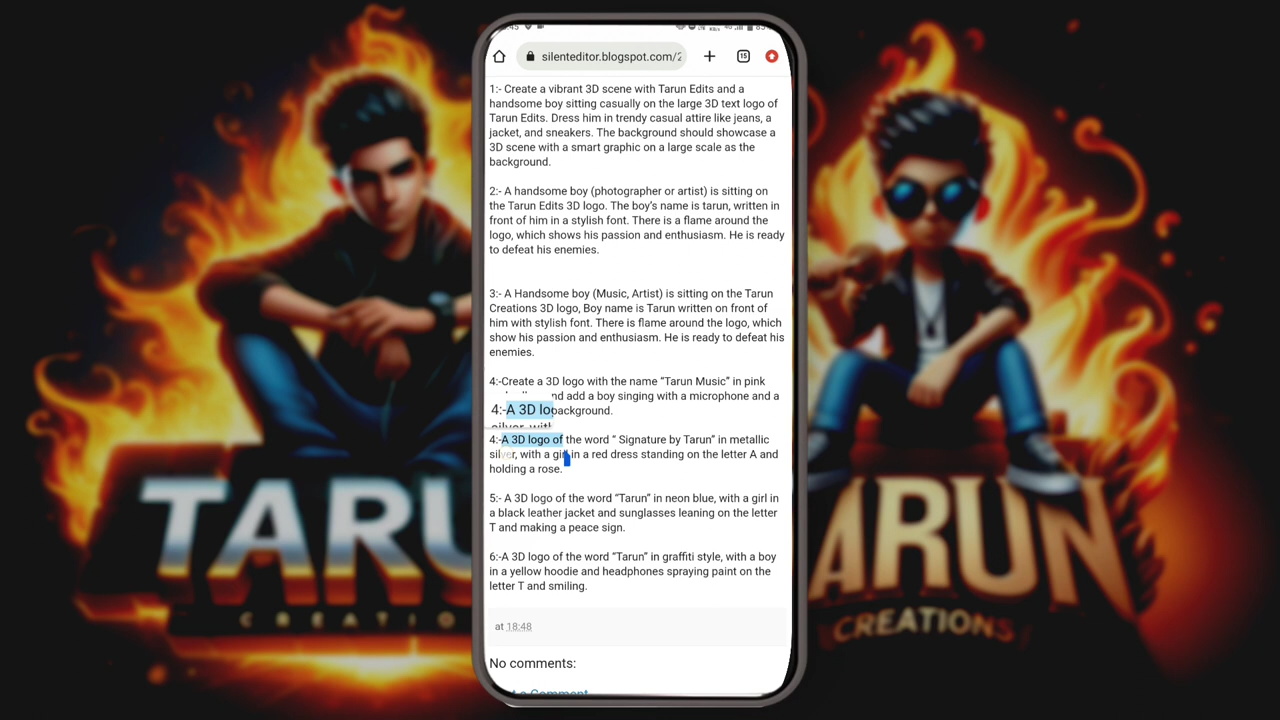 silenteditor.blogspot.com/2
15
1:- Create a vibrant 3D scene with Tarun Edits and a
handsome boy sitting casually on the large 3D text logo of
Tarun Edits. Dress him in trendy casual attire like jeans, a
jacket, and sneakers. The background should showcase a
3D scene with a smart graphic on a large scale as the
background.
2:- A handsome boy (photographer or artist) is sitting on
the Tarun Edits 3D logo. The boy's name is tarun, written in
front of him in a stylish font. There is a flame around the
logo, which shows his passion and enthusiasm. He is ready
to defeat his enemies.
3:- A Handsome boy (Music, Artist) is sitting on the Tarun
Creations 3D logo, Boy name is Tarun written on front of
him with stylish font. There is flame around the logo, which
show his passion and enthusiasm. He is ready to defeat his
enemies.
4:-Create a 3D logo with the name “Tarun Music” in pink
and add a boy singing with a microphone and a
4:-A 3D lo
background.
silver, with
4:-A 3D logo of the word “ Signature by Tarun” in metallic
silver, with a girl in a red dress standing on the letter A and
holding a rose.
5:- A 3D logo of the word “Tarun” in neon blue, with a girl in
a black leather jacket and sunglasses leaning on the letter
T and making a peace sign.
6:-A 3D logo of the word “Tarun” in graffiti style, with a boy
in a yellow hoodie and headphones spraying paint on the
letter T and smiling.
at 18:48
No comments:
a Comment
TARU
CREATIO
ARUN
CREATIONS